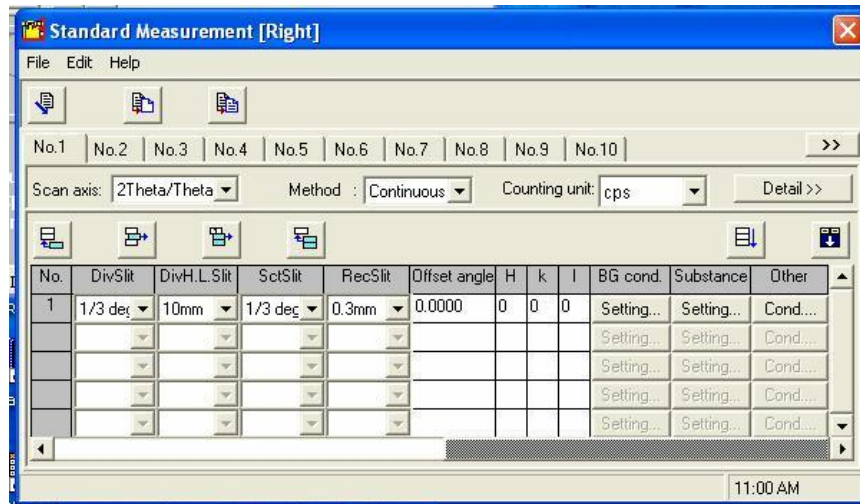 Standard Measurement [Right]
File Edit Help
No.1 No.2 No.3 No.4 No.5 No.6 No.7 No.8 No.9 No.10 >>
Scan axis: 2Theta/Theta Method : Continuous Counting unit: cps Detail >>
No. DivSlit DivH.L.Slit SctSlit RecSlit Offset angle H k l BG cond. Substance Other
1 1/3 deg 10mm 1/3 deg 0.3mm 0.0000 0 0 0 Setting... Setting... Cond....
Setting... Setting... Cond....
Setting... Setting... Cond....
Setting... Setting... Cond....
Setting... Setting... Cond....
11:00 AM